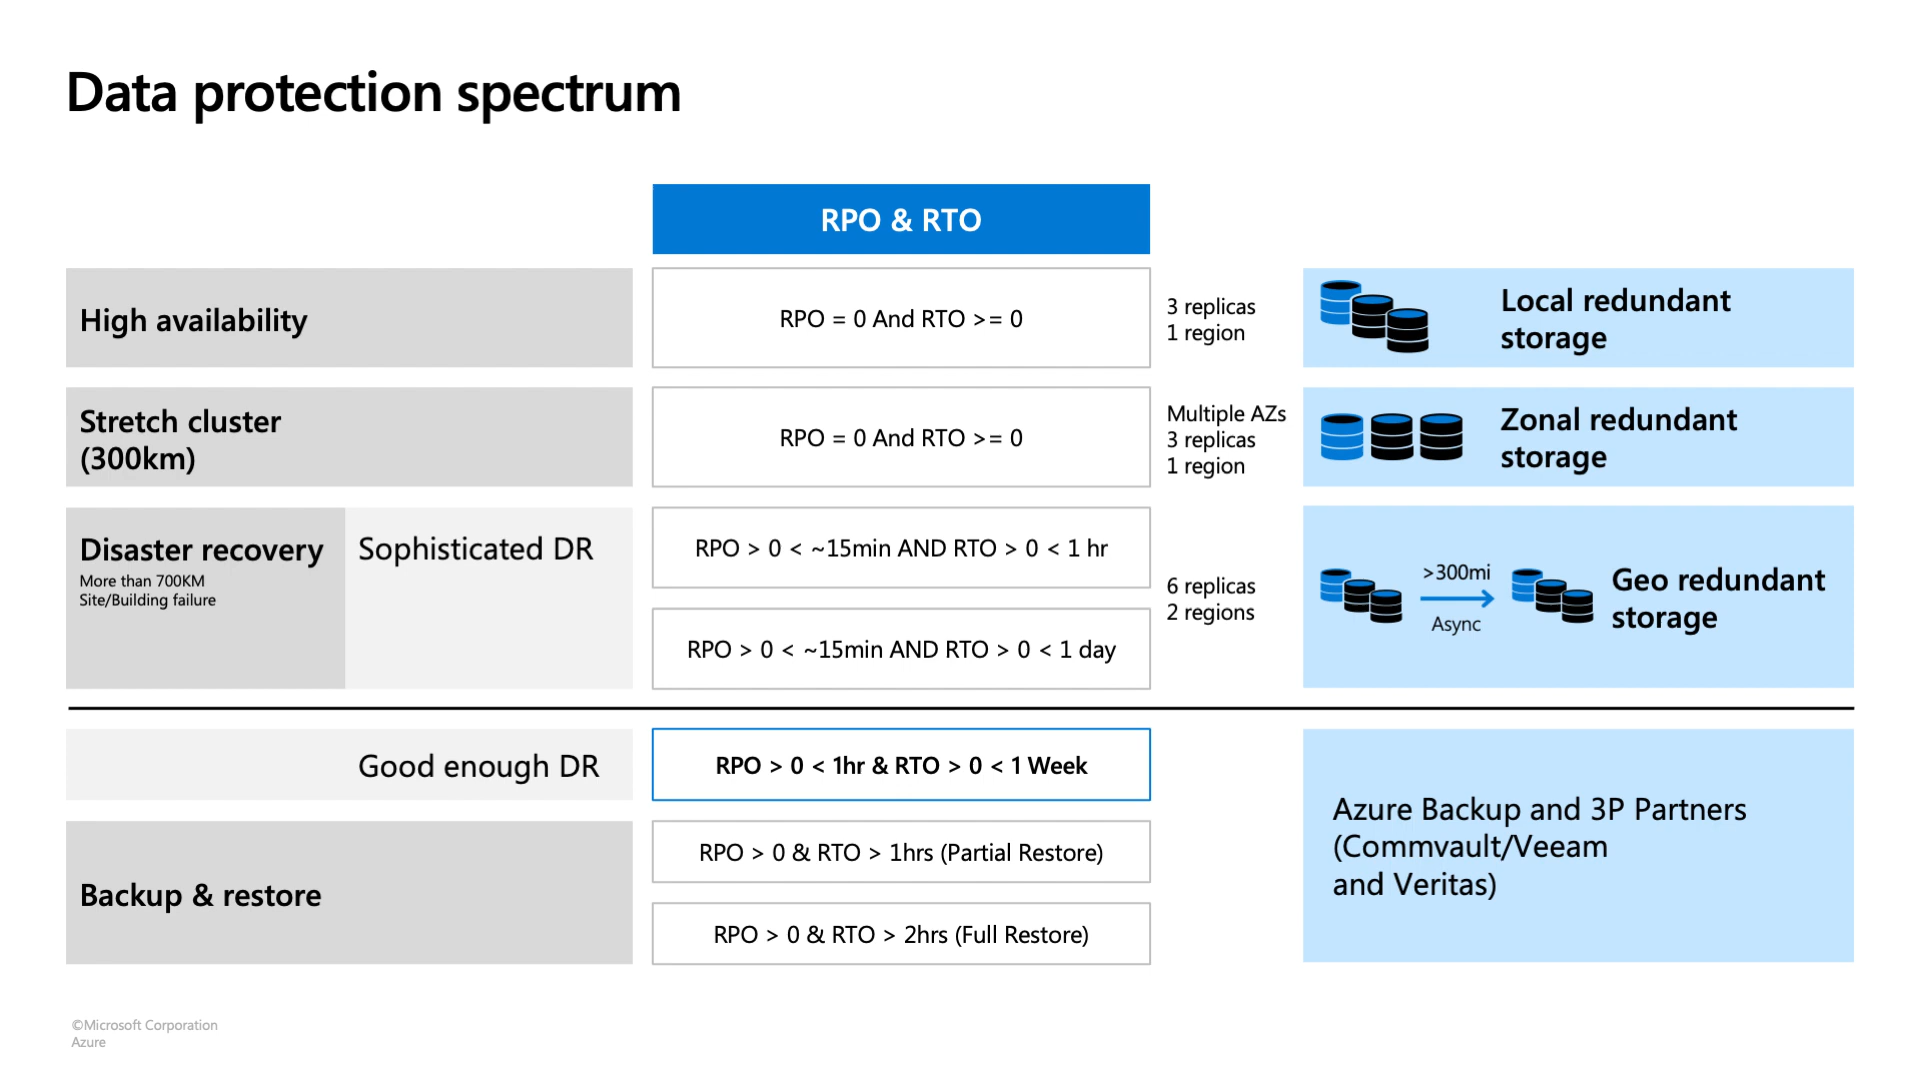 Data protection spectrum
RPO & RTO
High availability
RPO = 0 And RTO >= 0
3 replicas
1 region
Local redundant
storage
Stretch cluster
(300km)
RPO = 0 And RTO >= 0
Multiple AZs
3 replicas
1 region
Zonal redundant
storage
Disaster recovery
More than 700KM
Site/Building failure
Sophisticated DR
RPO > 0 < ~15min AND RTO > 0 < 1 hr
RPO > 0 < ~15min AND RTO > 0 < 1 day
6 replicas
2 regions
>300mi
Async
Geo redundant
storage
Good enough DR
RPO > 0 < 1hr & RTO > 0 < 1 Week
Backup & restore
RPO > 0 & RTO > 1hrs (Partial Restore)
RPO > 0 & RTO > 2hrs (Full Restore)
Azure Backup and 3P Partners
(Commvault/Veeam
and Veritas)
©Microsoft Corporation
Azure